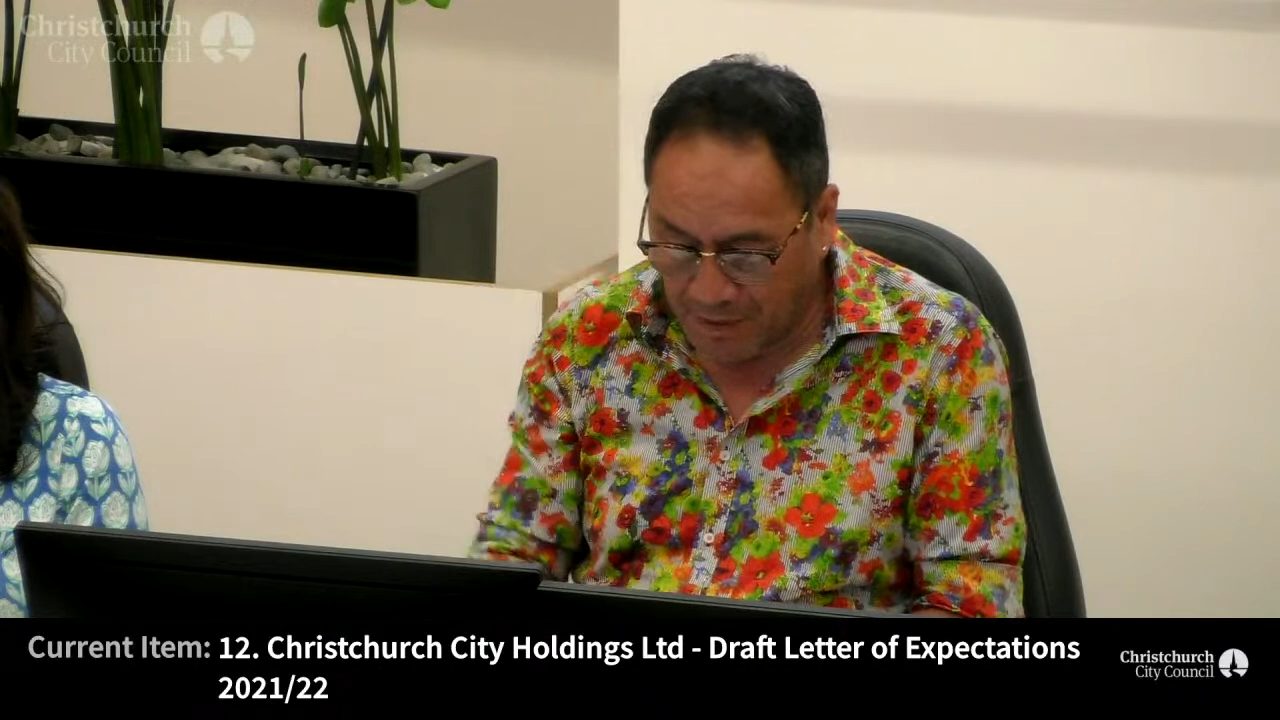 Christchurch
City Council
Current Item: 12. Christchurch City Holdings Ltd - Draft Letter of Expectations
2021/22
Christchurch
City Council